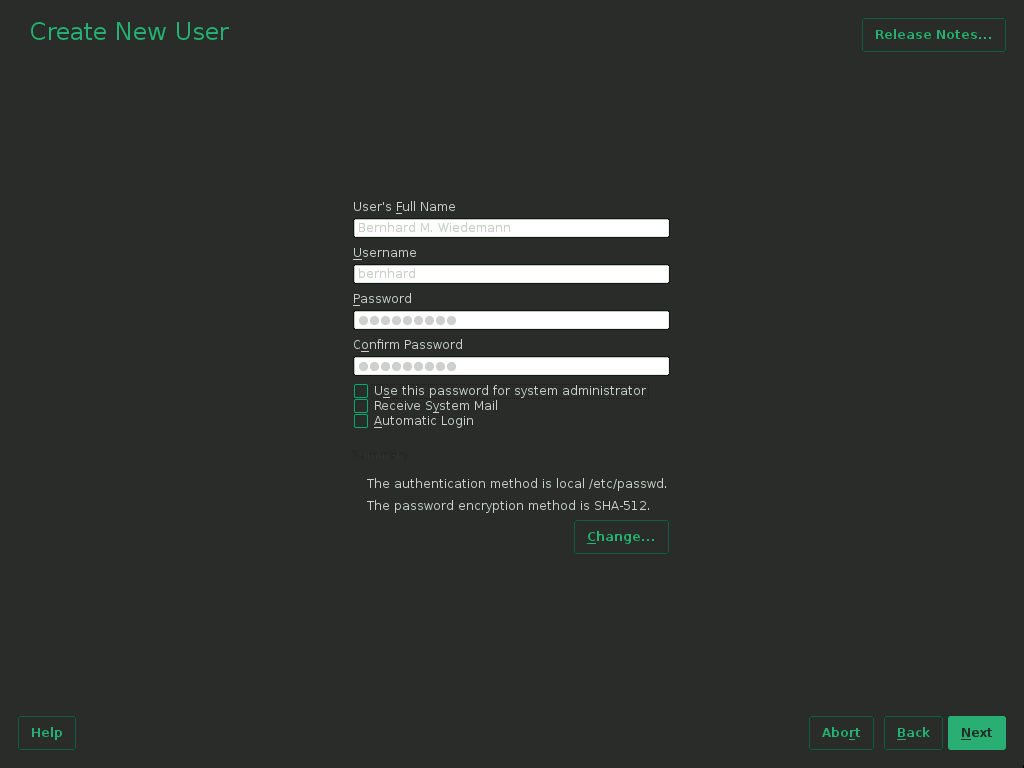 Create New User
Release Notes...
User's Full Name
Bernhard M. Wiedemann
Username
bernhard
Password
Confirm Password
Use this password for system administrator
Receive System Mail
Automatic Login
The authentication method is local /etc/passwd.
The password encryption method is SHA-512.
Change...
Help
Abort
Back
Next